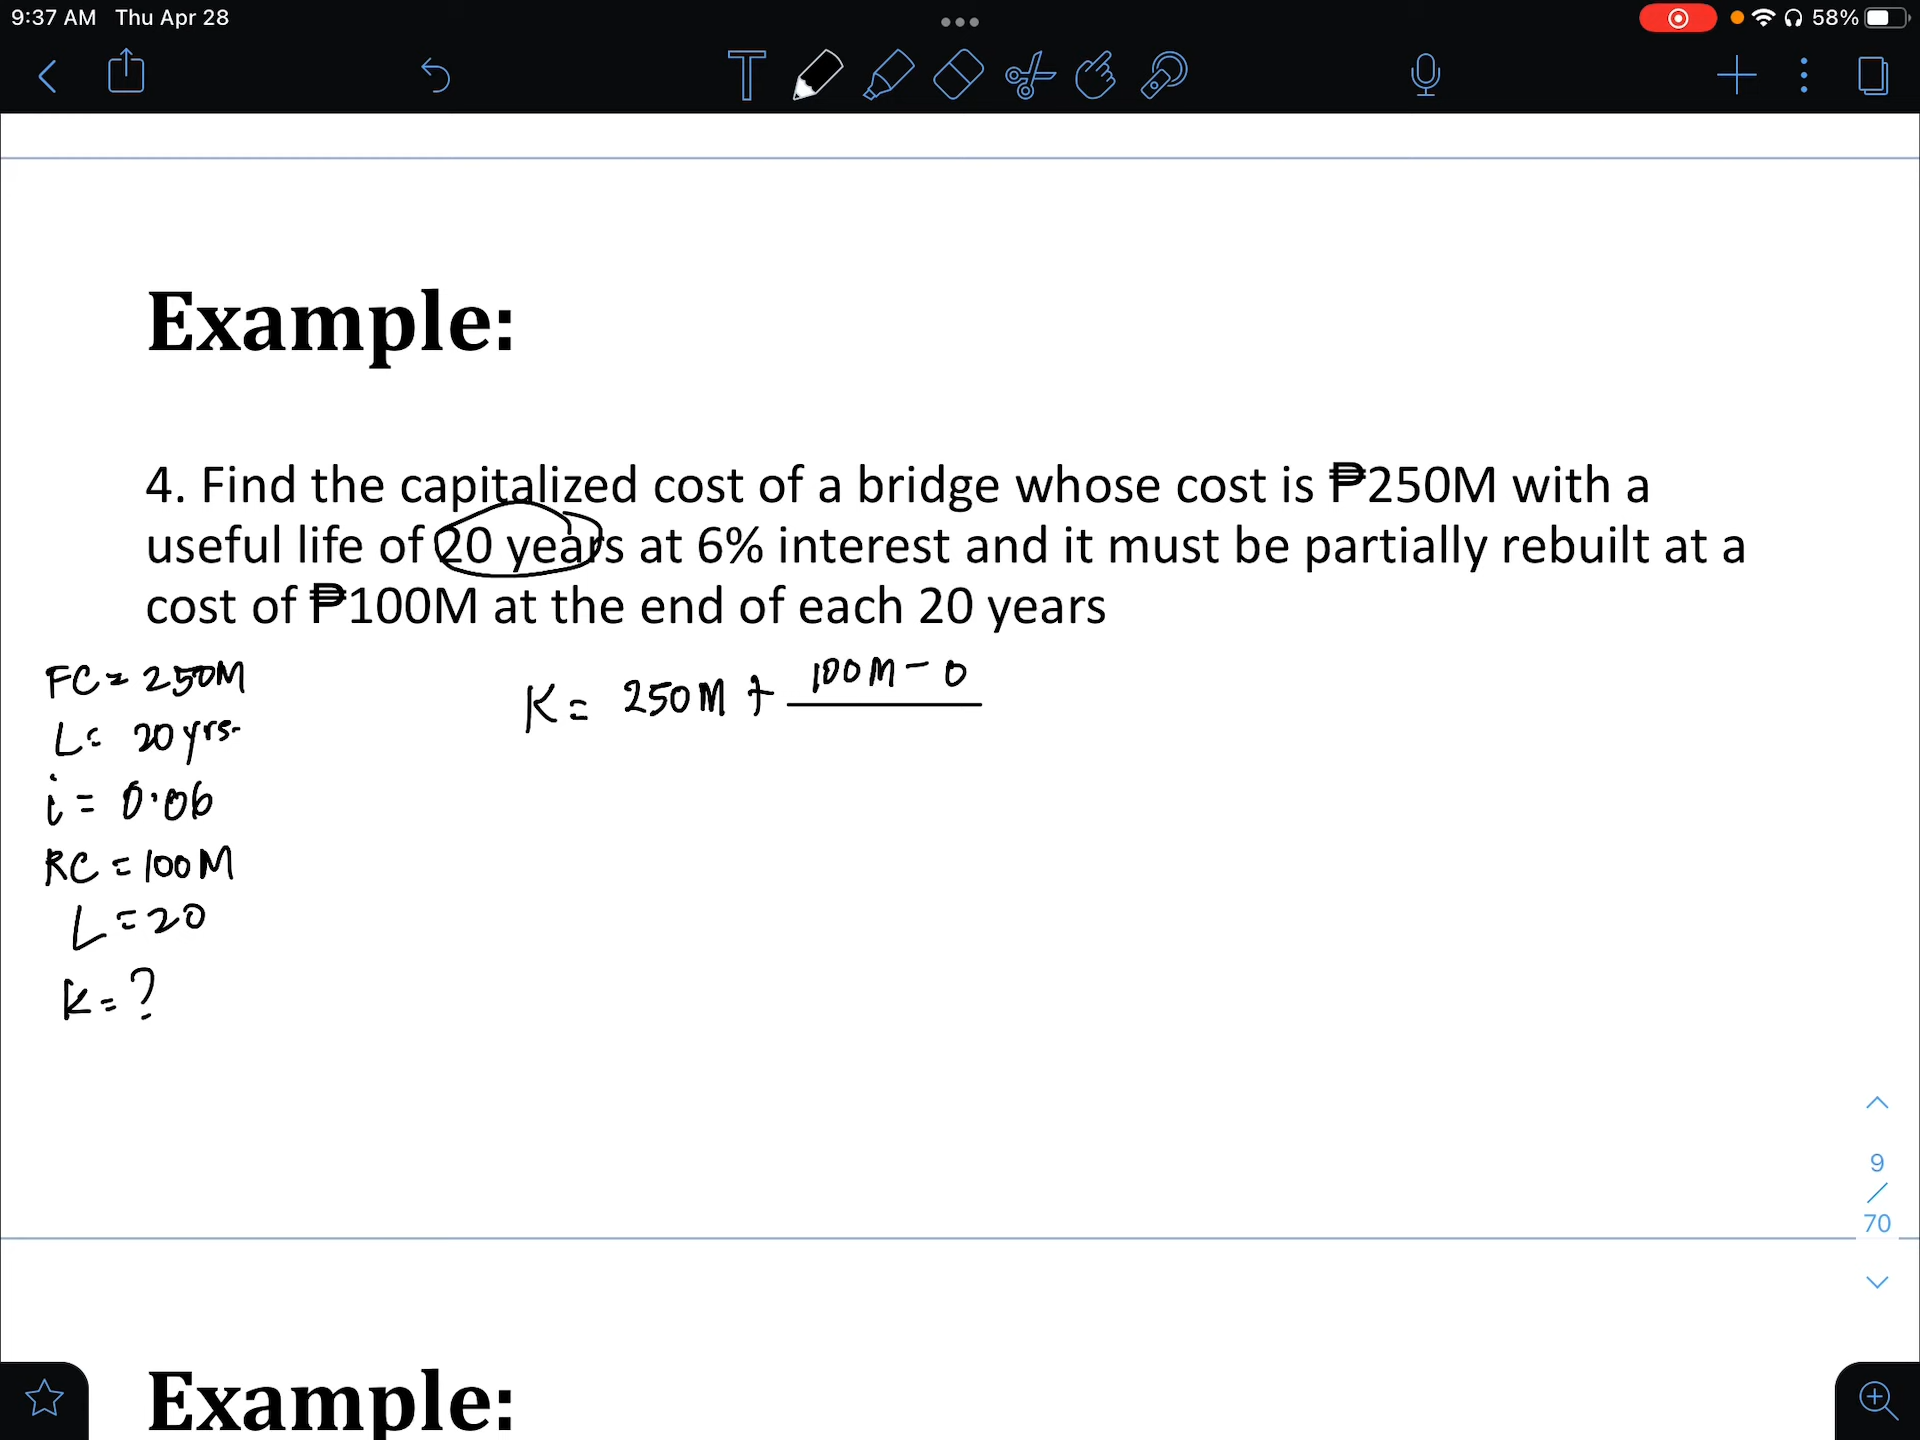 9:37 AM Thu Apr 28
58%
T
Example:
4. Find the capitalized cost of a bridge whose cost is ₱250M with a
useful life of 20 years at 6% interest and it must be partially rebuilt at a
cost of ₱100M at the end of each 20 years
FC = 250M
L = 20 yrs.
i = 0.06
RC = 100M
L = 20
K = ?
K = 250M + 100M - 0
9
/
70
Example: